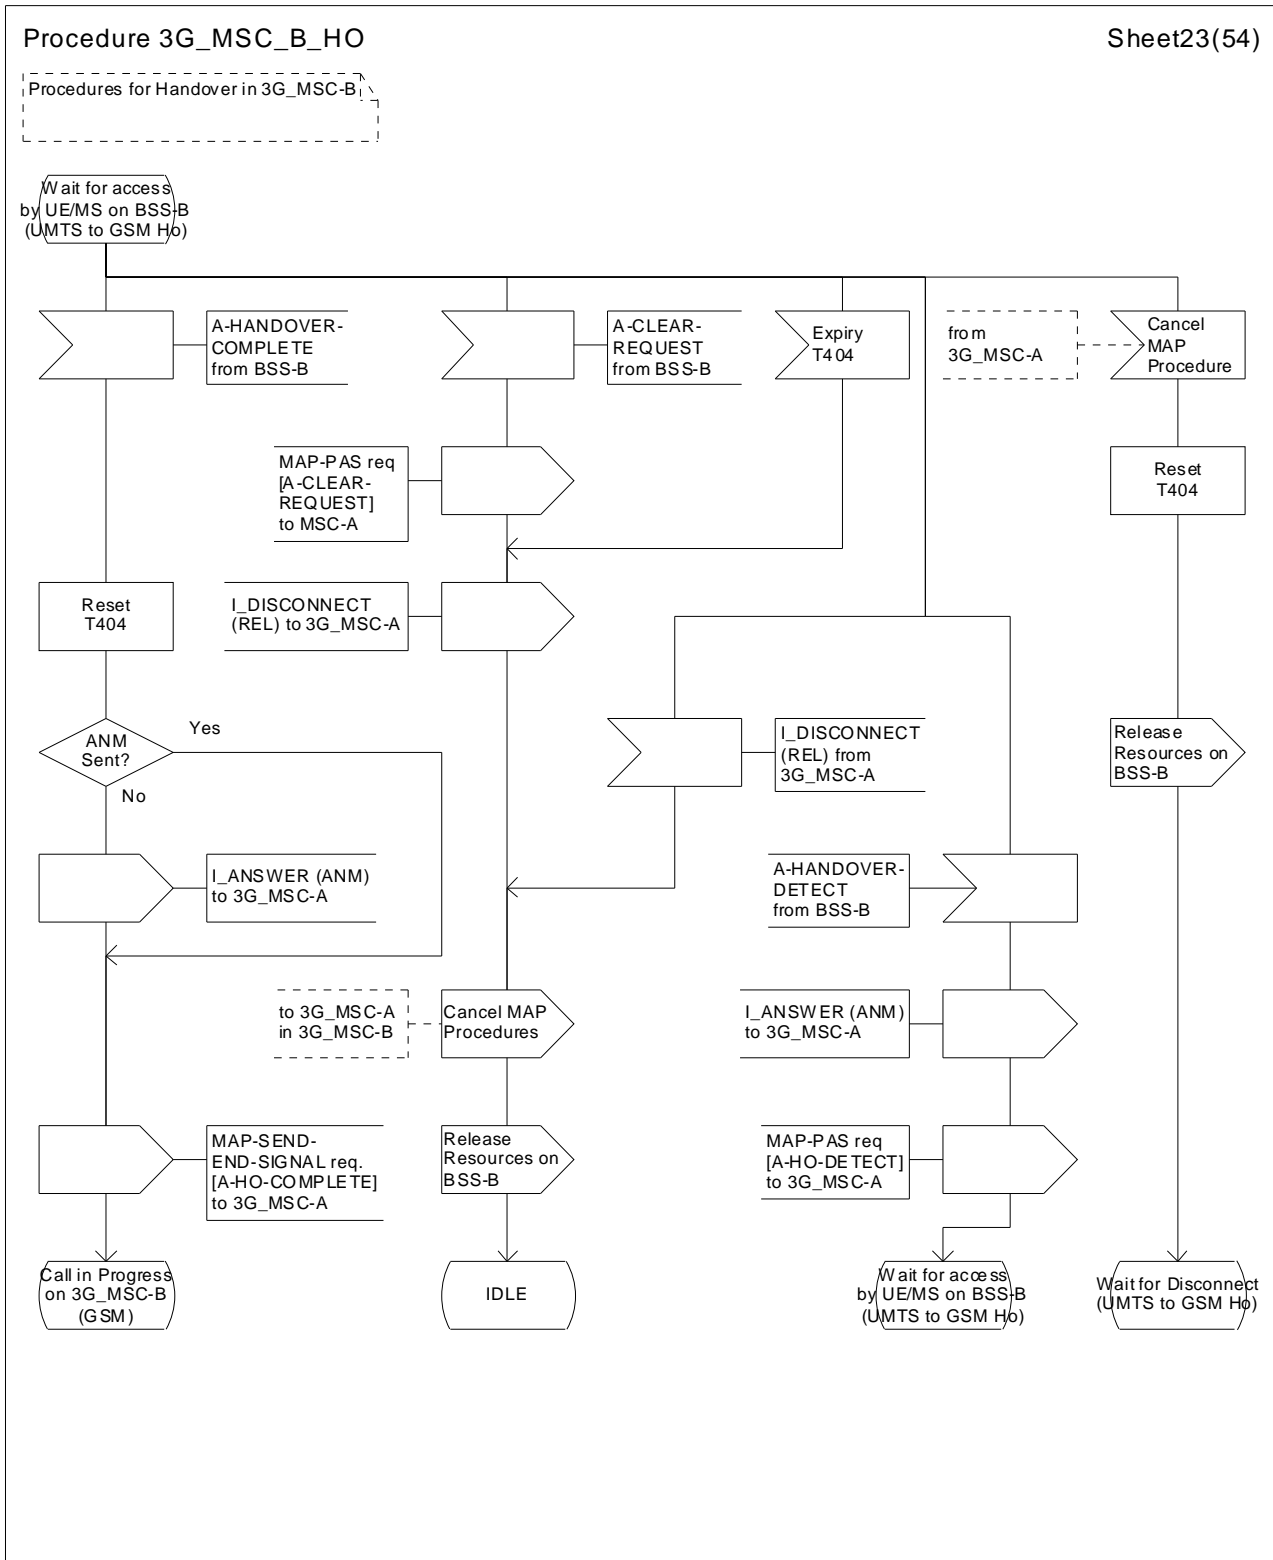 Procedure 3G_MSC_B_HO
Sheet23(54)
Procedures for Handover in 3G_MSC-B
Wait for access
by UE/MS on BSS-B
(UMTS to GSM Ho)
A-HANDOVER-
COMPLETE
from BSS-B
A-CLEAR-
REQUEST
from BSS-B
Expiry
T404
from
3G_MSC-A
Cancel
MAP
Procedure
MAP-PAS req
[A-CLEAR-
REQUEST]
to MSC-A
Reset
T404
Reset
T404
I_DISCONNECT
(REL) to 3G_MSC-A
ANM
Sent?
Yes
No
I_DISCONNECT
(REL) from
3G_MSC-A
Release
Resources on
BSS-B
I_ANSWER (ANM)
to 3G_MSC-A
A-HANDOVER-
DETECT
from BSS-B
to 3G_MSC-A
in 3G_MSC-B
Cancel MAP
Procedures
I_ANSWER (ANM)
to 3G_MSC-A
MAP-SEND-
END-SIGNAL req.
[A-HO-COMPLETE]
to 3G_MSC-A
Release
Resources on
BSS-B
MAP-PAS req
[A-HO-DETECT]
to 3G_MSC-A
Call in Progress
on 3G_MSC-B
(GSM)
IDLE
Wait for access
by UE/MS on BSS-B
(UMTS to GSM Ho)
Wait for Disconnect
(UMTS to GSM Ho)